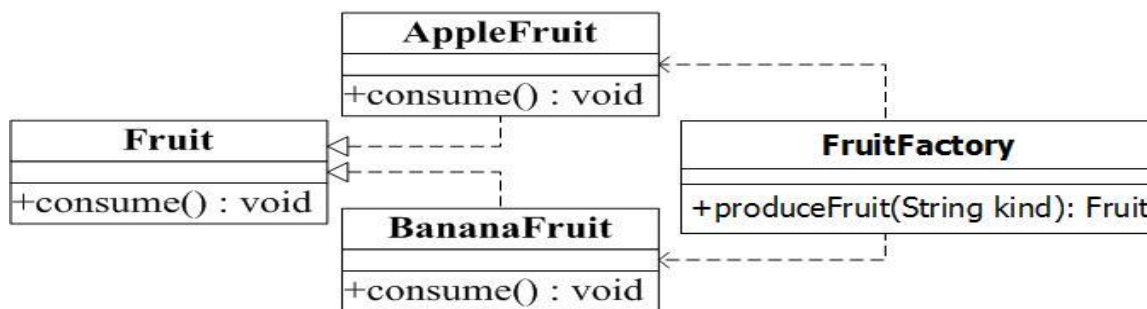 AppleFruit
+consume() : void
Fruit
+consume() : void
BananaFruit
+consume() : void
FruitFactory
+produceFruit(String kind): Fruit